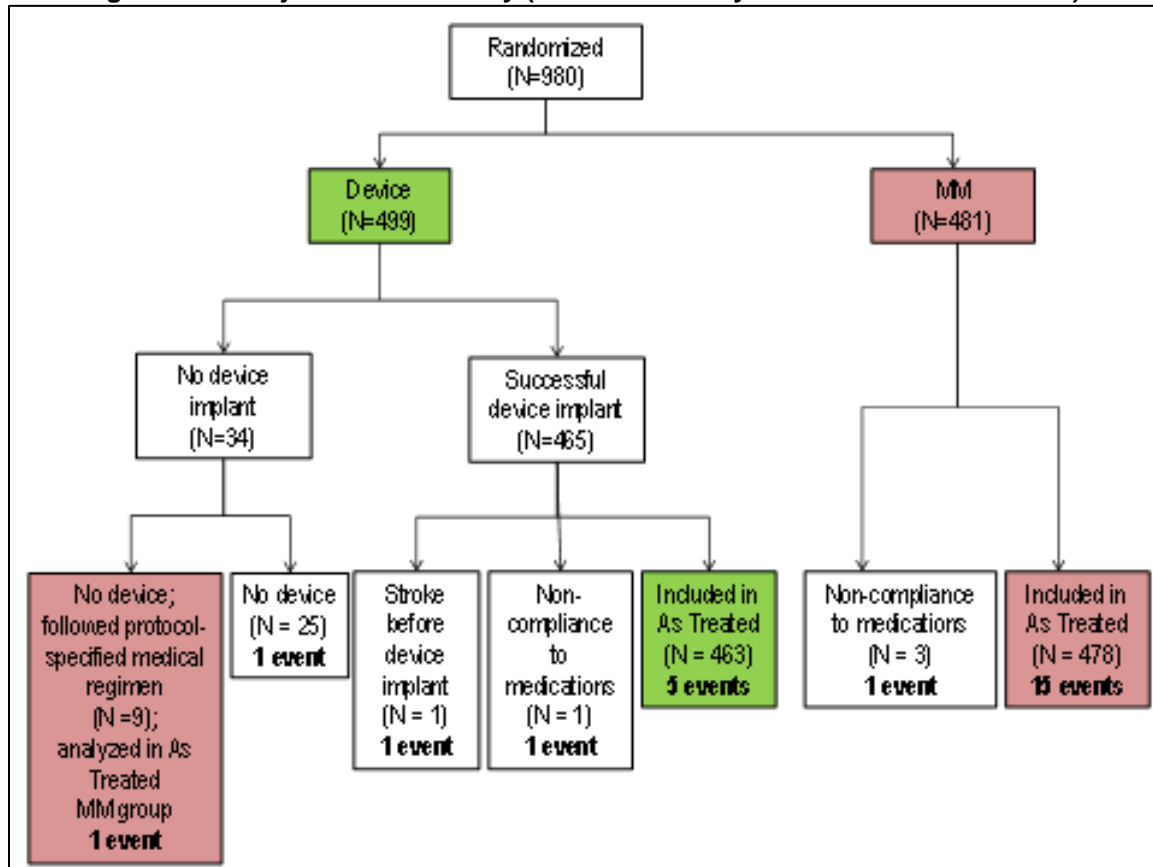 Randomized
(N=980)
Device
(N=499)
MM
(N=481)
No device
implant
(N=34)
Successful
device implant
(N=465)
No device;
followed protocol-
specified medical
regimen
(N =9);
analyzed in As
Treated
MM group
1 event
No device
(N = 25)
1 event
Stroke
before
device
implant
(N = 1)
1 event
Non-
compliance
to
medications
(N = 1)
1 event
Included in
As Treated
(N = 463)
5 events
Non-compliance
to medications
(N = 3)
1 event
Included in
As Treated
(N = 478)
15 events